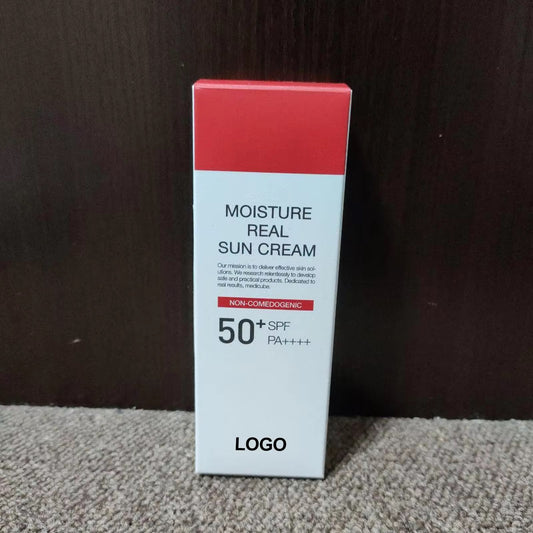 MOISTURE
REAL
SUN CREAM
Our mission is to deliver effective skin sol-
utions. We research relentlessly to develop
safe and practical products. Dedicated to
real results, medicube.
NON-COMEDOGENIC
50+ SPF
PA++++
LOGO